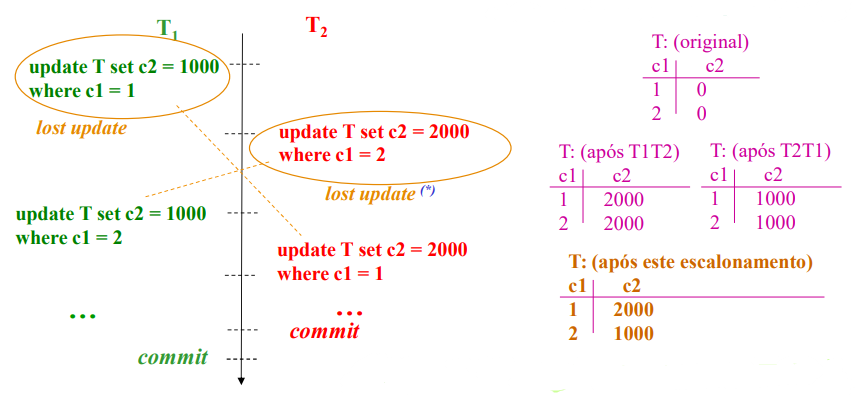 T1
T2
update T set c2 = 1000
where c1 = 1
lost update
update T set c2 = 2000
where c1 = 2
lost update (*)
update T set c2 = 1000
where c1 = 2
update T set c2 = 2000
where c1 = 1
...
...
commit
commit
T: (original)
c1 c2
1 0
2 0
T: (após T1T2)
c1 c2
1 2000
2 2000
T: (após T2T1)
c1 c2
1 1000
2 1000
T: (após este escalonamento)
c1 c2
1 2000
2 1000